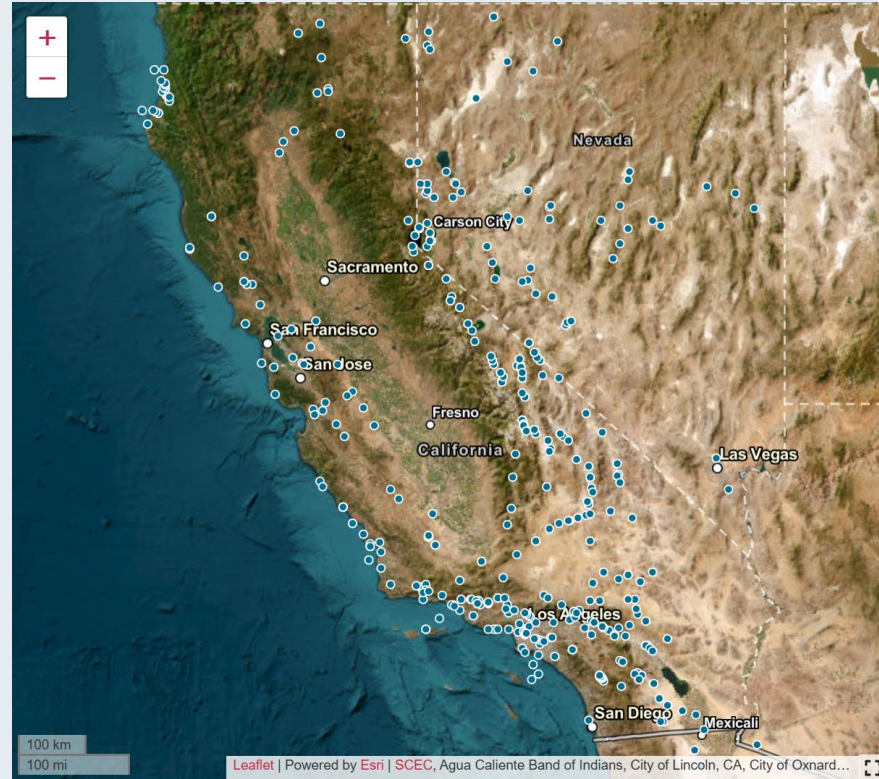 +
−
Nevada
Carson City
Sacramento
San Francisco
San Jose
Fresno
California
Las Vegas
Los Angeles
San Diego
Mexicali
100 km
100 mi
Leaflet | Powered by Esri | SCEC, Agua Caliente Band of Indians, City of Lincoln, CA, City of Oxnard…